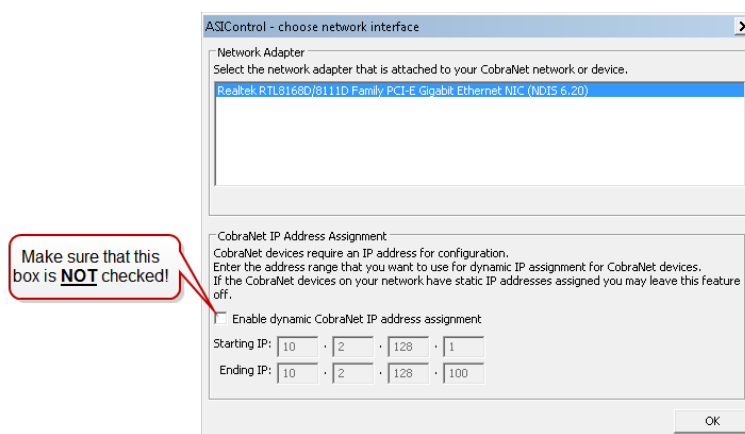 ASIControl - choose network interface
Network Adapter
Select the network adapter that is attached to your CobraNet network or device.
Realtek RTL8168D/8111D Family PCI-E Gigabit Ethernet NIC (NDIS 6.20)
CobraNet IP Address Assignment
CobraNet devices require an IP address for configuration.
Enter the address range that you want to use for dynamic IP assignment for CobraNet devices.
If the CobraNet devices on your network have static IP addresses assigned you may leave this feature
off.
Make sure that this
box is NOT checked!
Enable dynamic CobraNet IP address assignment
Starting IP: 10 . 2 . 128 . 1
Ending IP: 10 . 2 . 128 . 100
OK